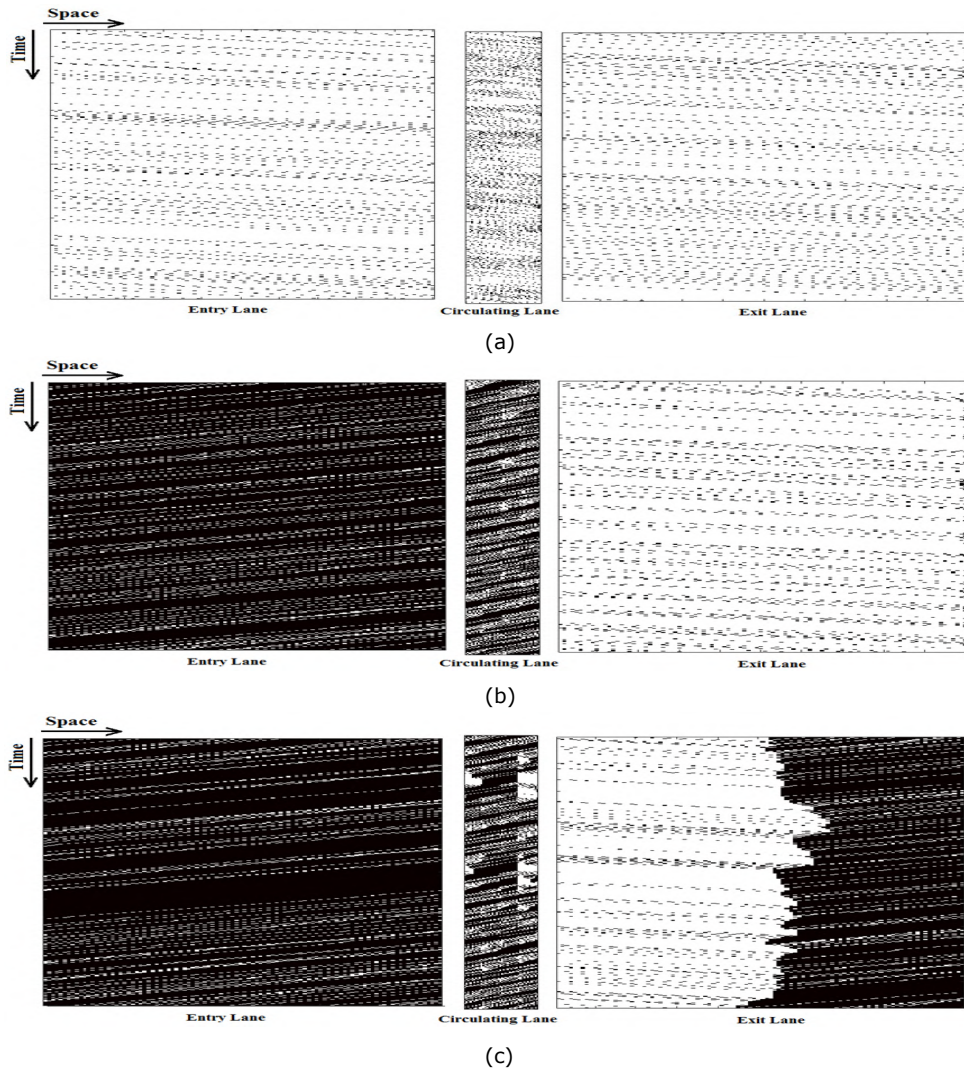 Space
Time
Entry Lane
Circulating Lane
Exit Lane
(a)
Space
Time
Entry Lane
Circulating Lane
Exit Lane
(b)
Space
Time
Entry Lane
Circulating Lane
Exit Lane
(c)